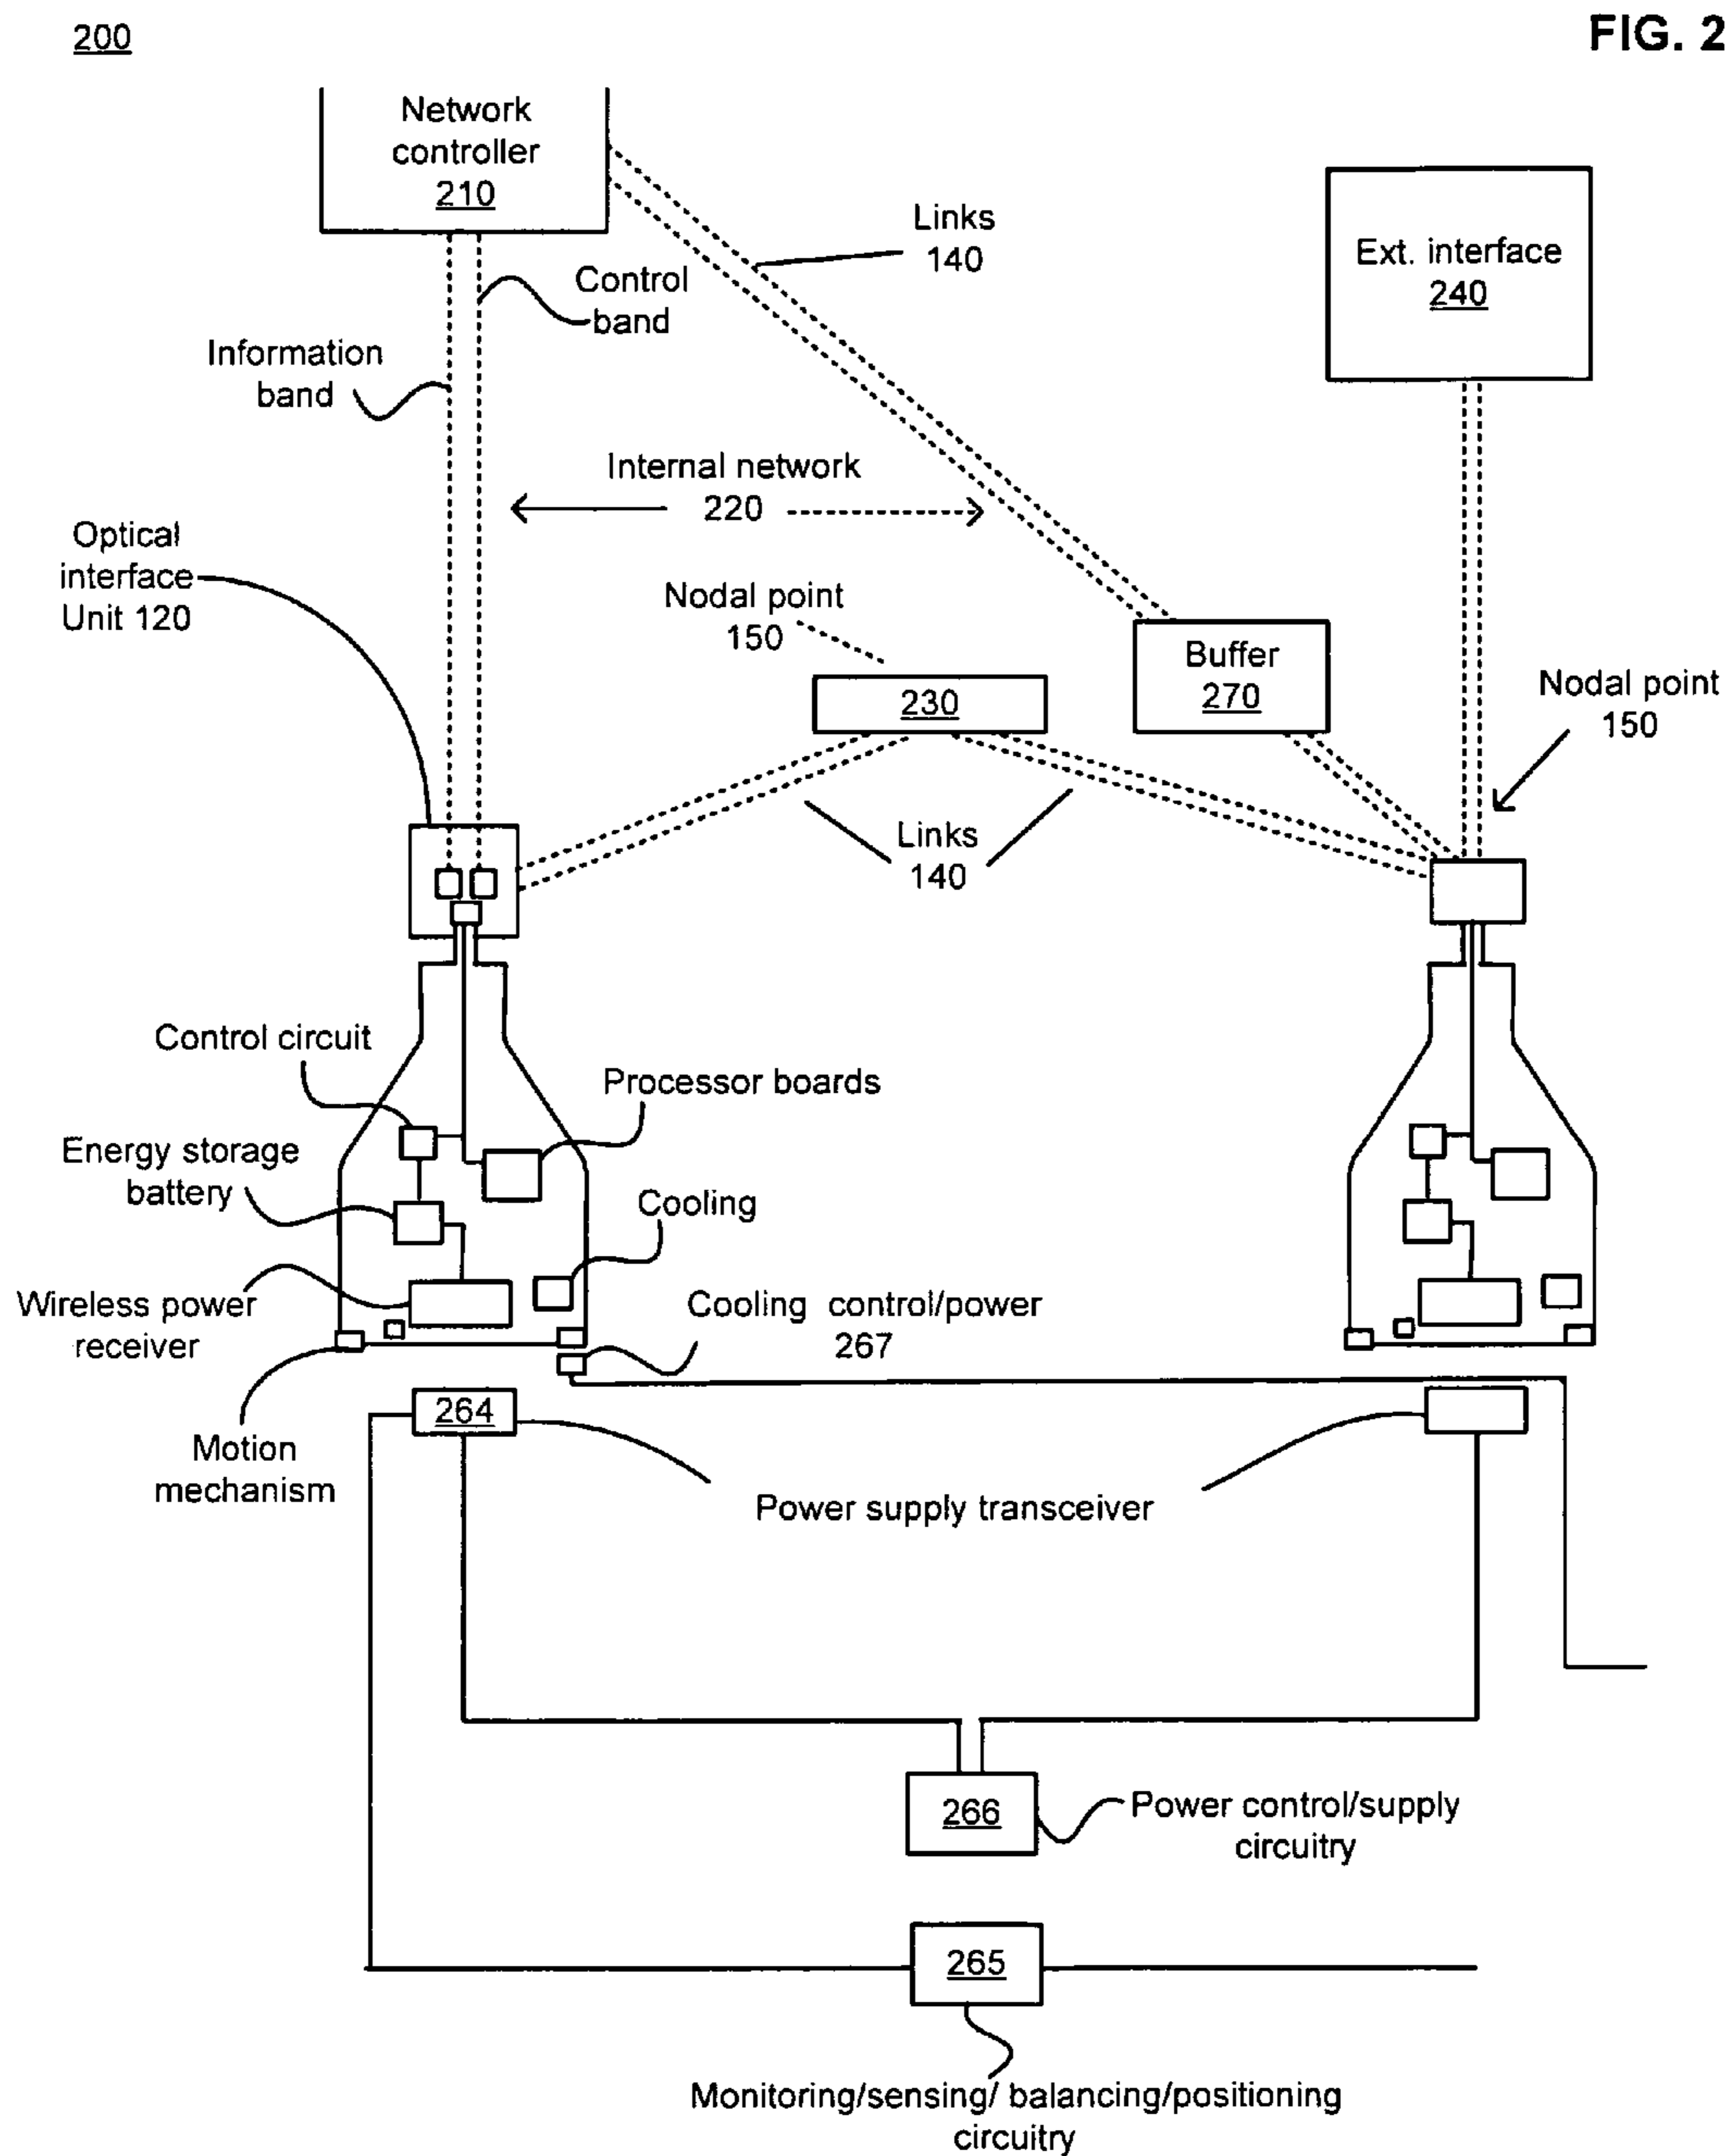 200
FIG. 2
Network
controller
210
Links
140
Ext. interface
240
Control
band
Information
band
Internal network
220
Optical
interface
Unit 120
Nodal point
150
Buffer
270
230
Nodal point
150
Links
140
Control circuit
Processor boards
Energy storage
battery
Cooling
Wireless power
receiver
Cooling control/power
267
264
Motion
mechanism
Power supply transceiver
266
Power control/supply
circuitry
265
Monitoring/sensing/ balancing/positioning
circuitry